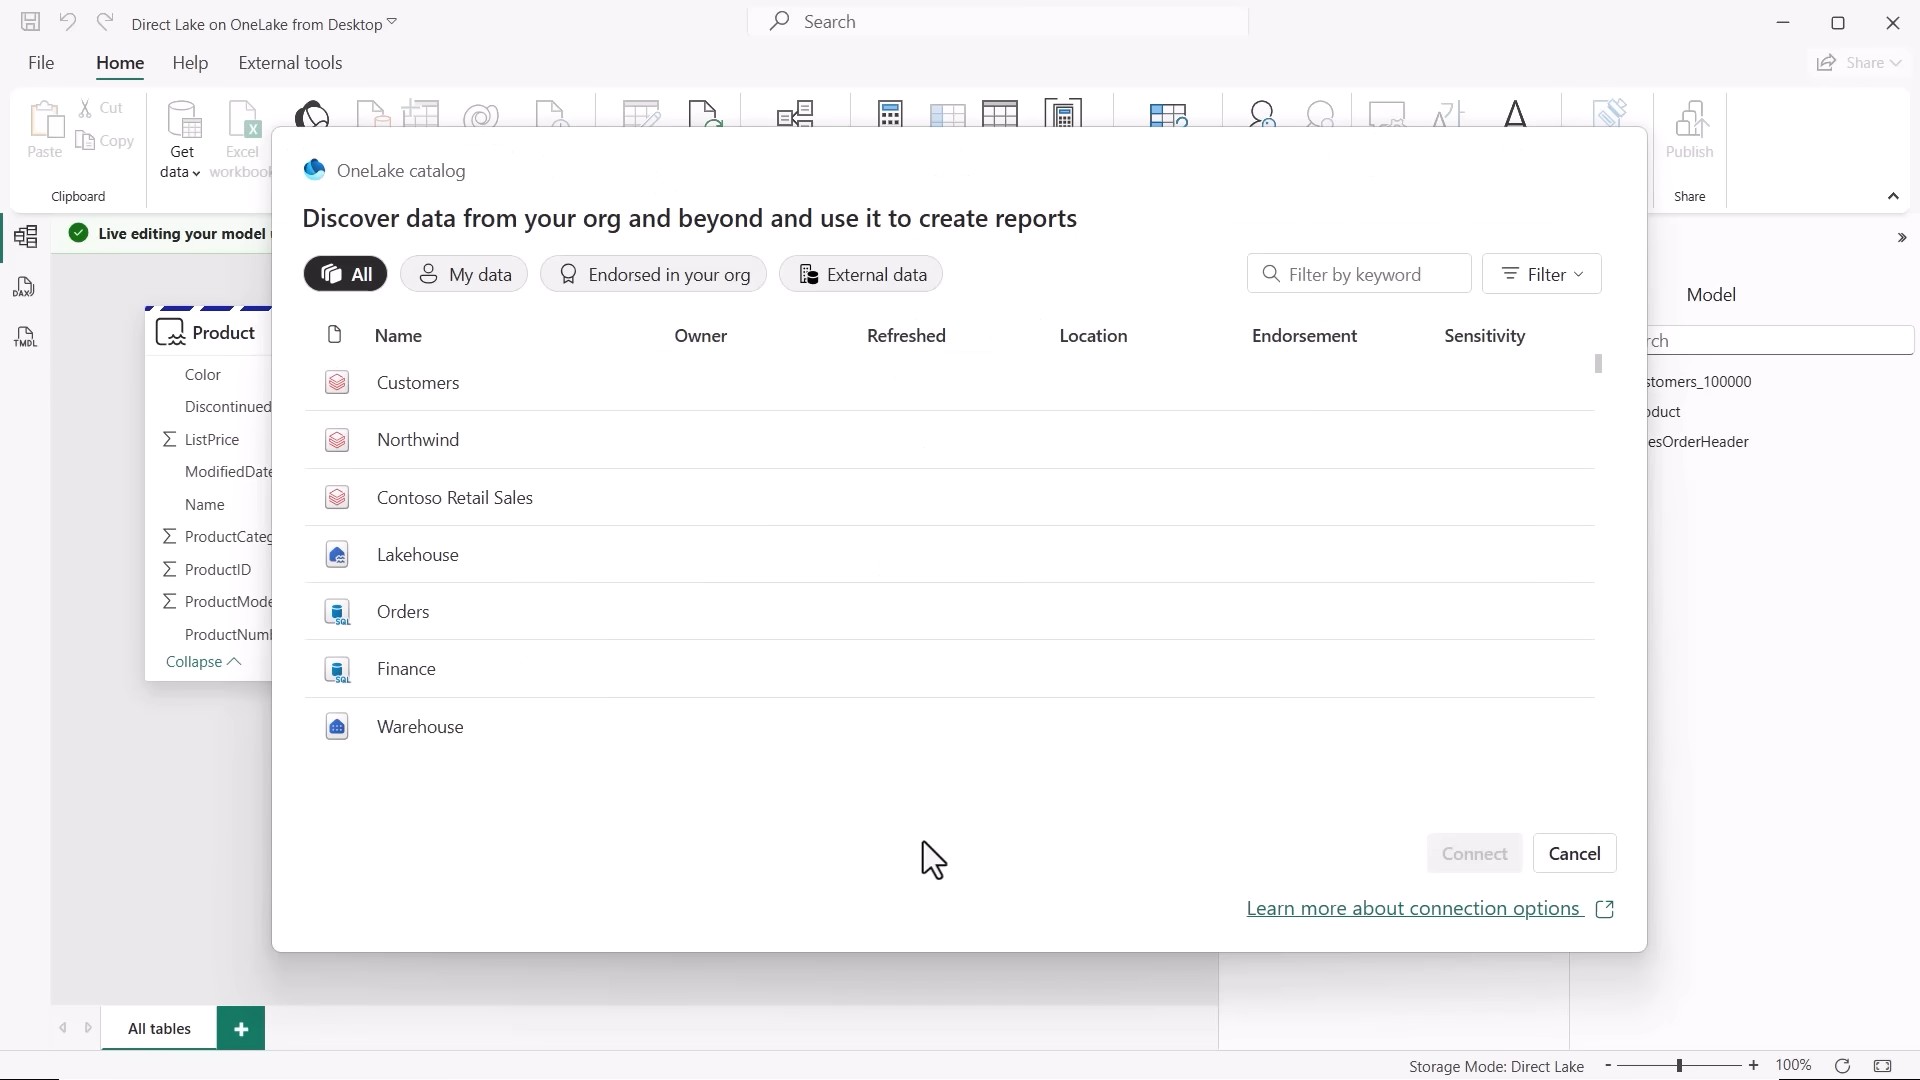 Direct Lake on OneLake from Desktop
Search
File
Home
Help
External tools
Share
Paste
Cut
Copy
Clipboard
Get
data
Excel
workbook
Publish
Share
Live editing your model
OneLake catalog
Discover data from your org and beyond and use it to create reports
All
My data
Endorsed in your org
External data
Filter by keyword
Filter
Name
Owner
Refreshed
Location
Endorsement
Sensitivity
Customers
Northwind
Contoso Retail Sales
Lakehouse
Orders
Finance
Warehouse
Connect
Cancel
Learn more about connection options
DAX
TMDL
Product
Color
Discontinued
ListPrice
ModifiedDate
Name
ProductCateg
ProductID
ProductMode
ProductNum
Collapse
Model
rch
stomers_100000
oduct
esOrderHeader
All tables
+
Storage Mode: Direct Lake
- + 100%